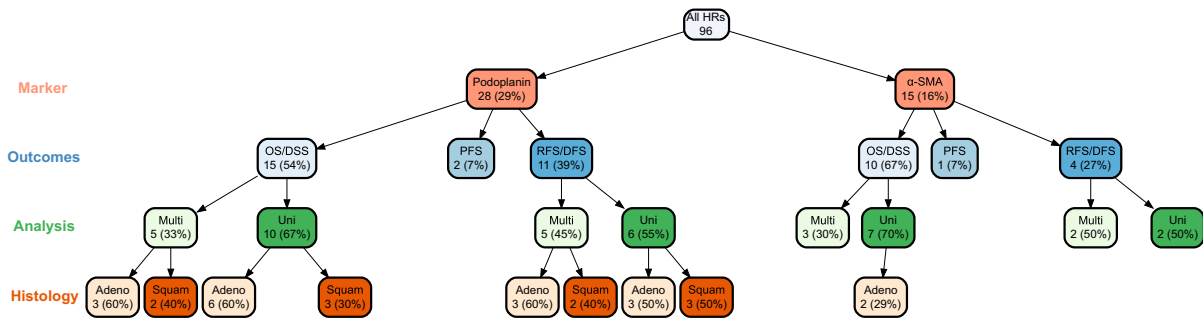 All HRs
96
Marker
Podoplanin
28 (29%)
α-SMA
15 (16%)
Outcomes
OS/DSS
15 (54%)
PFS
2 (7%)
RFS/DFS
11 (39%)
OS/DSS
10 (67%)
PFS
1 (7%)
RFS/DFS
4 (27%)
Analysis
Multi
5 (33%)
Uni
10 (67%)
Multi
5 (45%)
Uni
6 (55%)
Multi
3 (30%)
Uni
7 (70%)
Multi
2 (50%)
Uni
2 (50%)
Histology
Adeno
3 (60%)
Squam
2 (40%)
Adeno
6 (60%)
Squam
3 (30%)
Adeno
3 (60%)
Squam
2 (40%)
Adeno
3 (50%)
Squam
3 (50%)
Adeno
2 (29%)